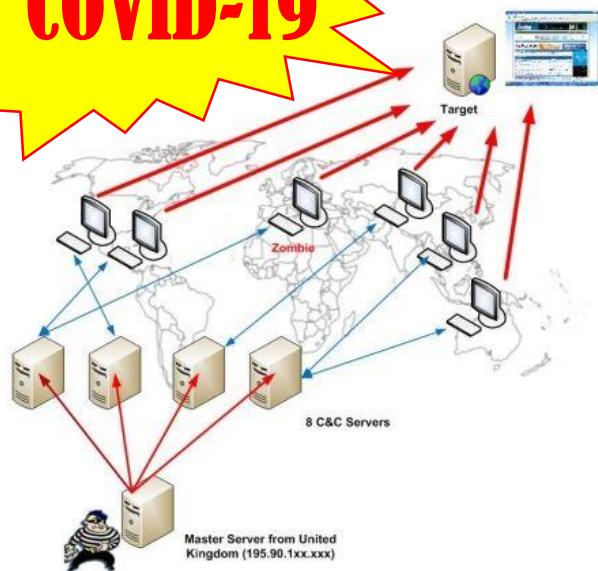 COVID-19
Target
Zombie
8 C&C Servers
Master Server from United
Kingdom (195.90.1xx.xxx)